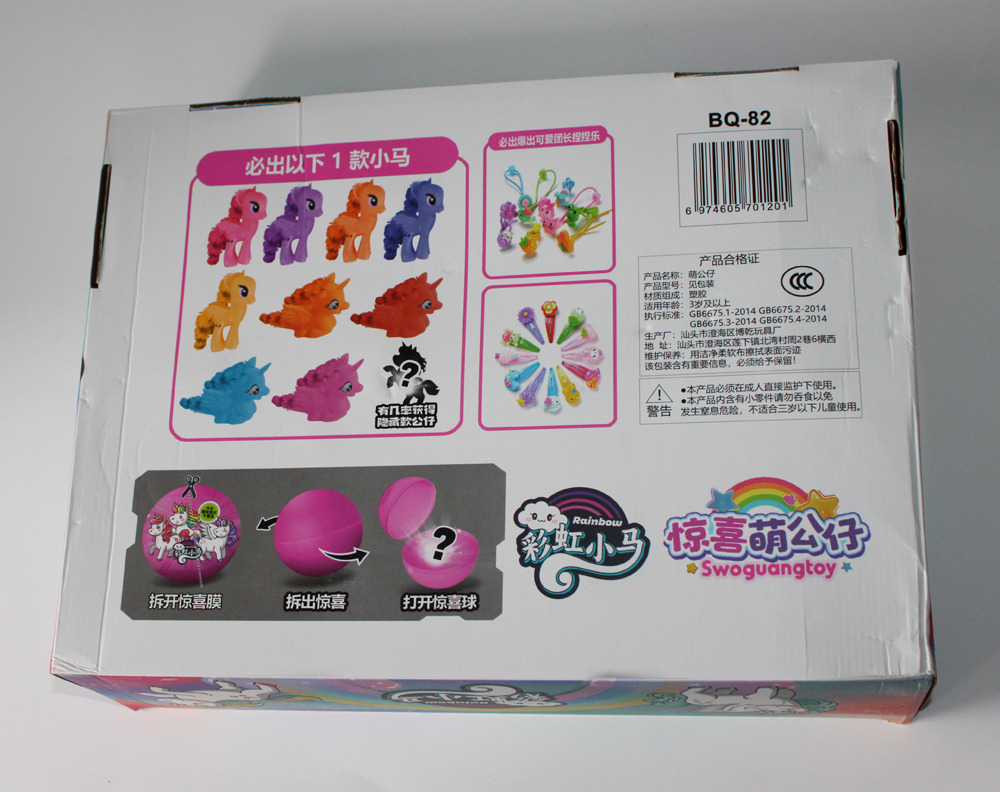 BQ-82
6 974605 701201
必出以下1款小马
有几率获得
隐藏款公仔
必出爆出可爱团长捏捏乐
产品合格证
产品名称：萌公仔
产品型号：见包装
材质组成：塑胶
适用年龄：3岁及以上
执行标准：GB6675.1-2014 GB6675.2-2014
GB6675.3-2014 GB6675.4-2014
生产厂：汕头市澄海区博乾玩具厂
地 址：汕头市澄海区莲下镇北湾村周2巷6横西
维护保养：用洁净柔软布擦拭表面污迹
该包装含有重要信息，必须给予保留！
CCC
警告
●本产品必须在成人直接监护下使用。
●本产品内含有小零件请勿吞食以免
发生窒息危险，不适合三岁以下儿童使用。
彩虹小马
拆开惊喜膜
拆出惊喜
打开惊喜球
Rainbow
彩虹小马
惊喜萌公仔
Swoguangtoy